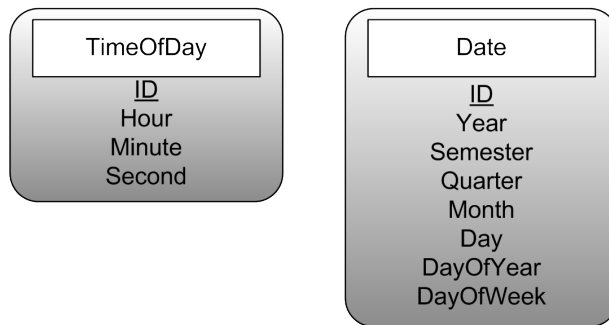 TimeOfDay
ID
Hour
Minute
Second
Date
ID
Year
Semester
Quarter
Month
Day
DayOfYear
DayOfWeek